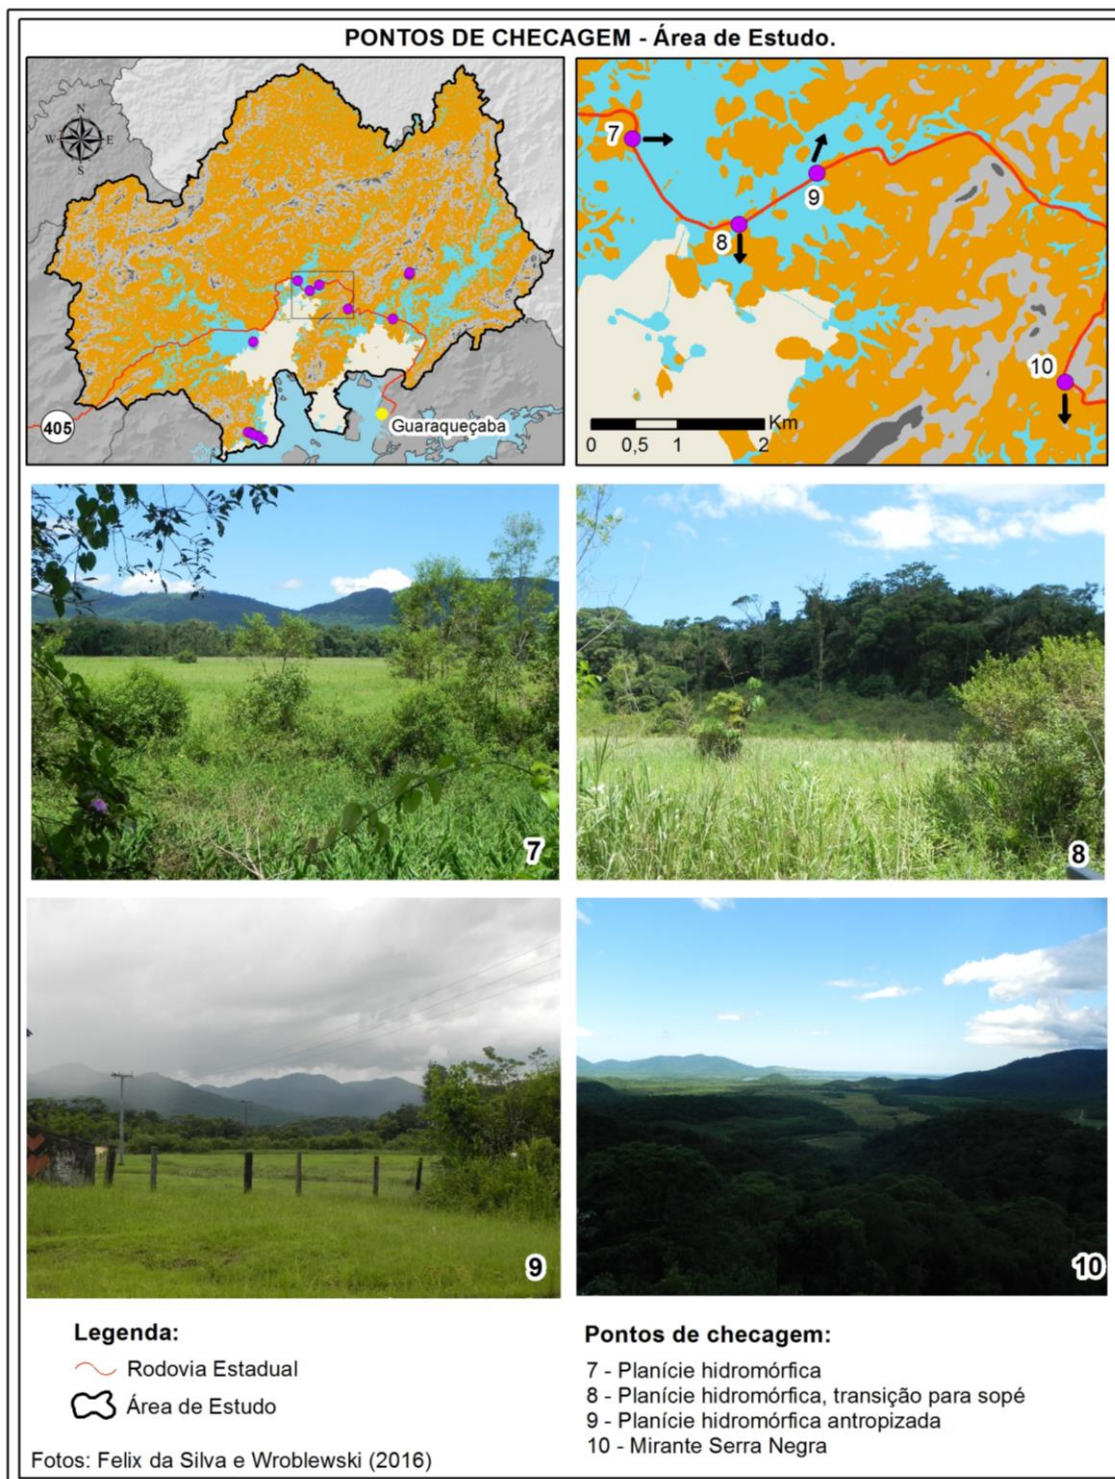 PONTOS DE CHECAGEM - Área de Estudo.
N
W E
S
405
Guaraqueçaba
7
8
9
10
Km
0 0,5 1 2
7
8
9
10
Legenda:
Rodovia Estadual
Área de Estudo
Fotos: Felix da Silva e Wroblewski (2016)
Pontos de checagem:
7 - Planície hidromórfica
8 - Planície hidromórfica, transição para sopé
9 - Planície hidromórfica antropizada
10 - Mirante Serra Negra